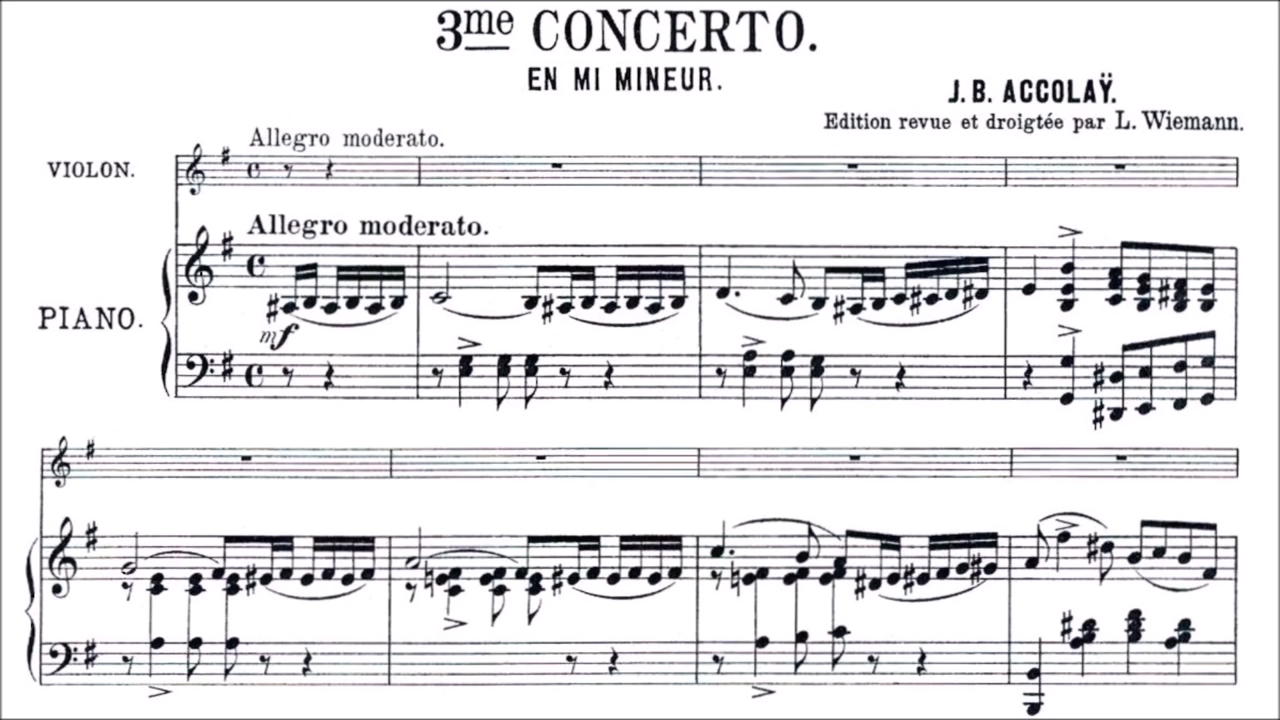 3me CONCERTO.
EN MI MINEUR.
J. B. ACCOLAŸ.
Edition revue et droigtée par L. Wiemann.
Allegro moderato.
VIOLON.
Allegro moderato.
PIANO.
mf